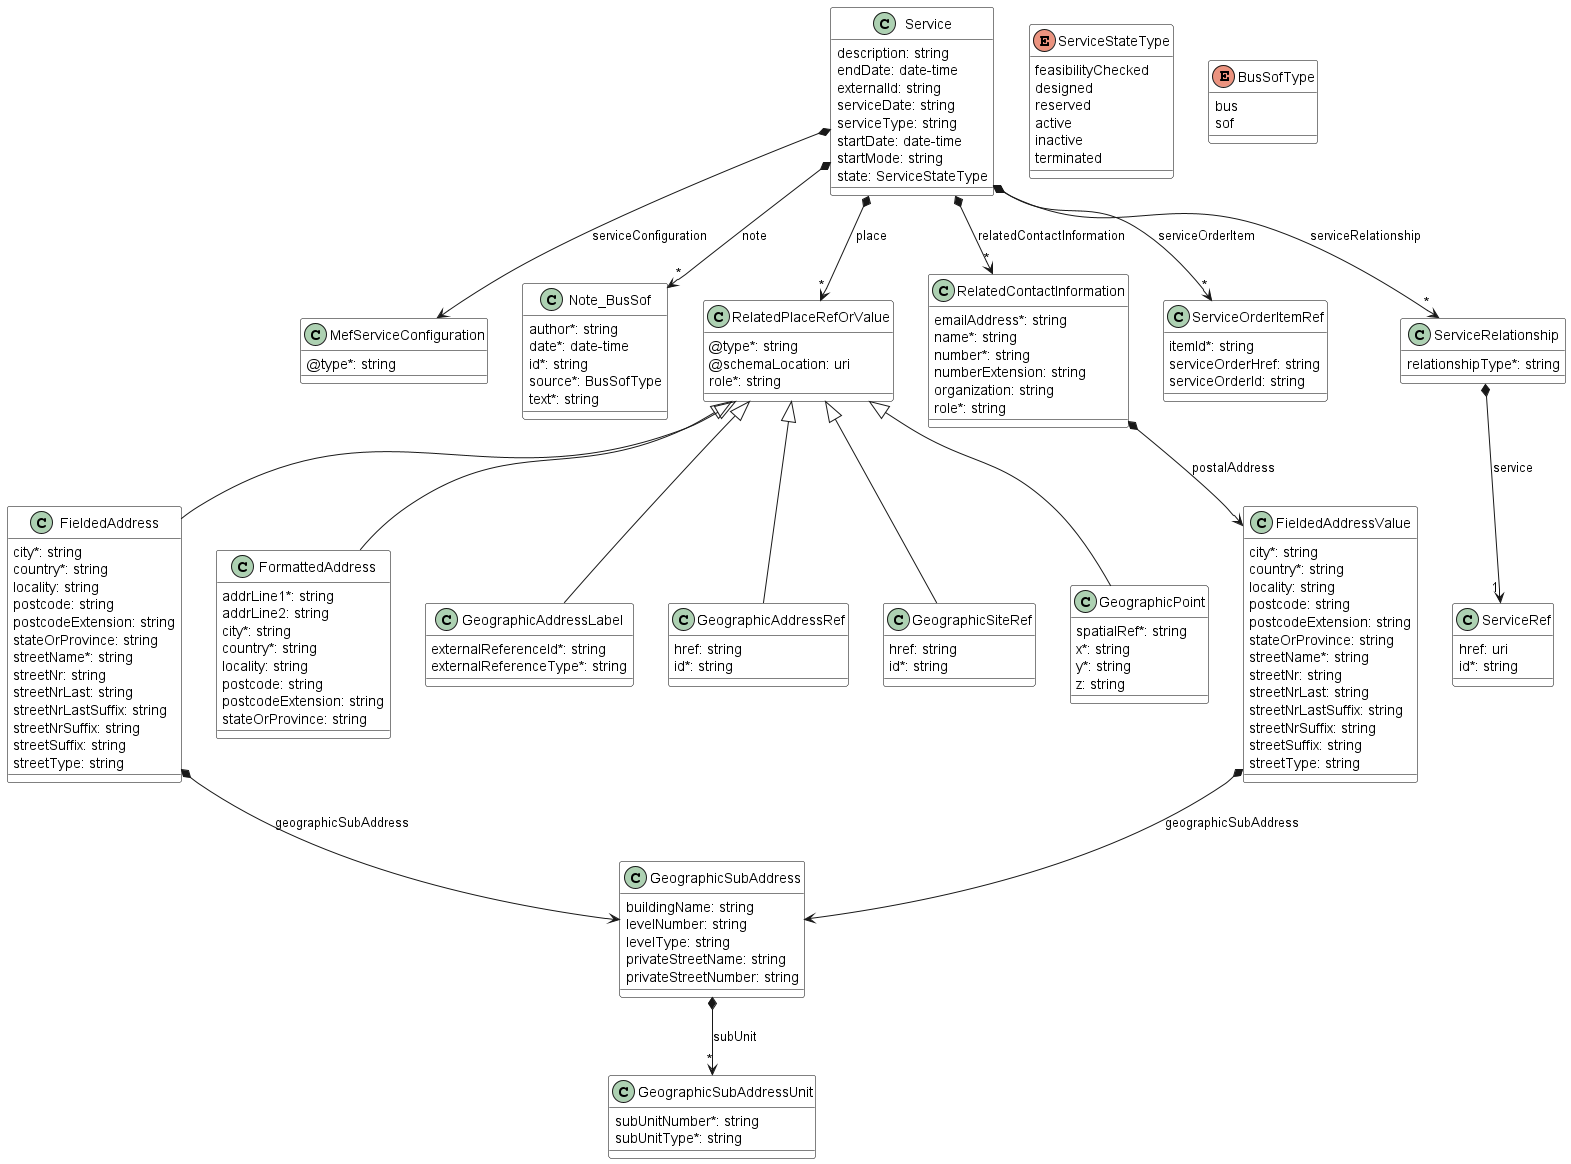 C Service
description: string
endDate: date-time
externalId: string
serviceDate: string
serviceType: string
startDate: date-time
startMode: string
state: ServiceStateType
E ServiceStateType
feasibilityChecked
designed
reserved
active
inactive
terminated
E BusSofType
bus
sof
serviceConfiguration
note
*
place
*
relatedContactInformation
*
serviceOrderItem
*
serviceRelationship
*
C MefServiceConfiguration
@type*: string
C Note_BusSof
author*: string
date*: date-time
id*: string
source*: BusSofType
text*: string
C RelatedPlaceRefOrValue
@type*: string
@schemaLocation: uri
role*: string
C RelatedContactInformation
emailAddress*: string
name*: string
number*: string
numberExtension: string
organization: string
role*: string
C ServiceOrderItemRef
itemId*: string
serviceOrderHref: string
serviceOrderId: string
C ServiceRelationship
relationshipType*: string
postalAddress
service
1
C FieldedAddress
city*: string
country*: string
locality: string
postcode: string
postcodeExtension: string
stateOrProvince: string
streetName*: string
streetNr: string
streetNrLast: string
streetNrLastSuffix: string
streetNrSuffix: string
streetSuffix: string
streetType: string
C FormattedAddress
addrLine1*: string
addrLine2: string
city*: string
country*: string
locality: string
postcode: string
postcodeExtension: string
stateOrProvince: string
C GeographicAddressLabel
externalReferenceId*: string
externalReferenceType*: string
C GeographicAddressRef
href: string
id*: string
C GeographicSiteRef
href: string
id*: string
C GeographicPoint
spatialRef*: string
x*: string
y*: string
z: string
C FieldedAddressValue
city*: string
country*: string
locality: string
postcode: string
postcodeExtension: string
stateOrProvince: string
streetName*: string
streetNr: string
streetNrLast: string
streetNrLastSuffix: string
streetNrSuffix: string
streetSuffix: string
streetType: string
C ServiceRef
href: uri
id*: string
geographicSubAddress
geographicSubAddress
C GeographicSubAddress
buildingName: string
levelNumber: string
levelType: string
privateStreetName: string
privateStreetNumber: string
subUnit
*
C GeographicSubAddressUnit
subUnitNumber*: string
subUnitType*: string